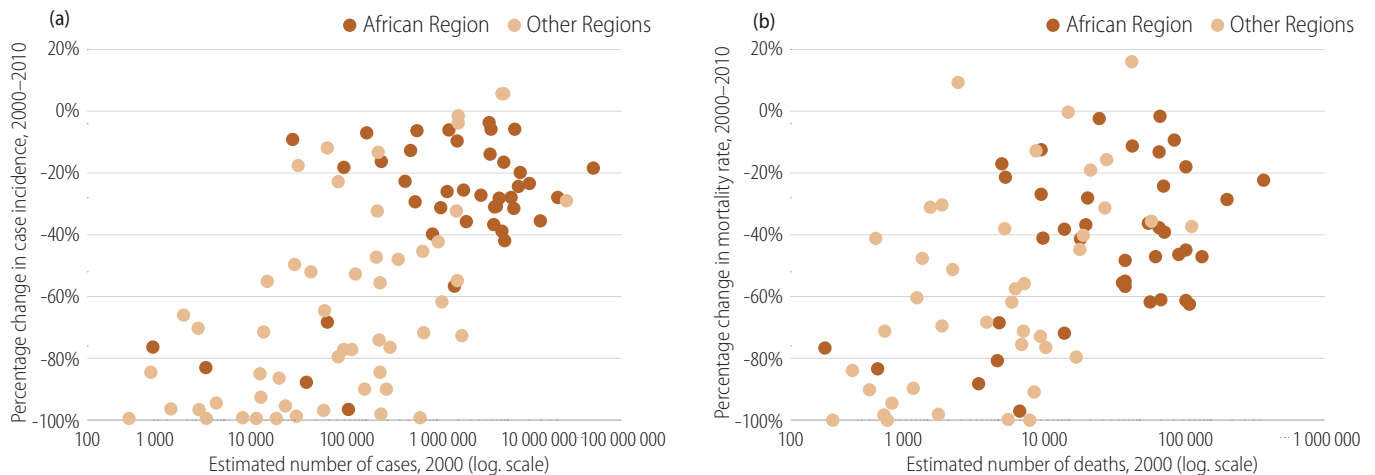 (a)
African Region
Other Regions
Percentage change in case incidence, 2000–2010
20%
0%
-20%
-40%
-60%
-80%
-100%
100
1 000
10 000
100 000
1 000 000
10 000 000
100 000 000
Estimated number of cases, 2000 (log. scale)
(b)
African Region
Other Regions
Percentage change in mortality rate, 2000–2010
20%
0%
-20%
-40%
-60%
-80%
-100%
100
1 000
10 000
100 000
1 000 000
Estimated number of deaths, 2000 (log. scale)